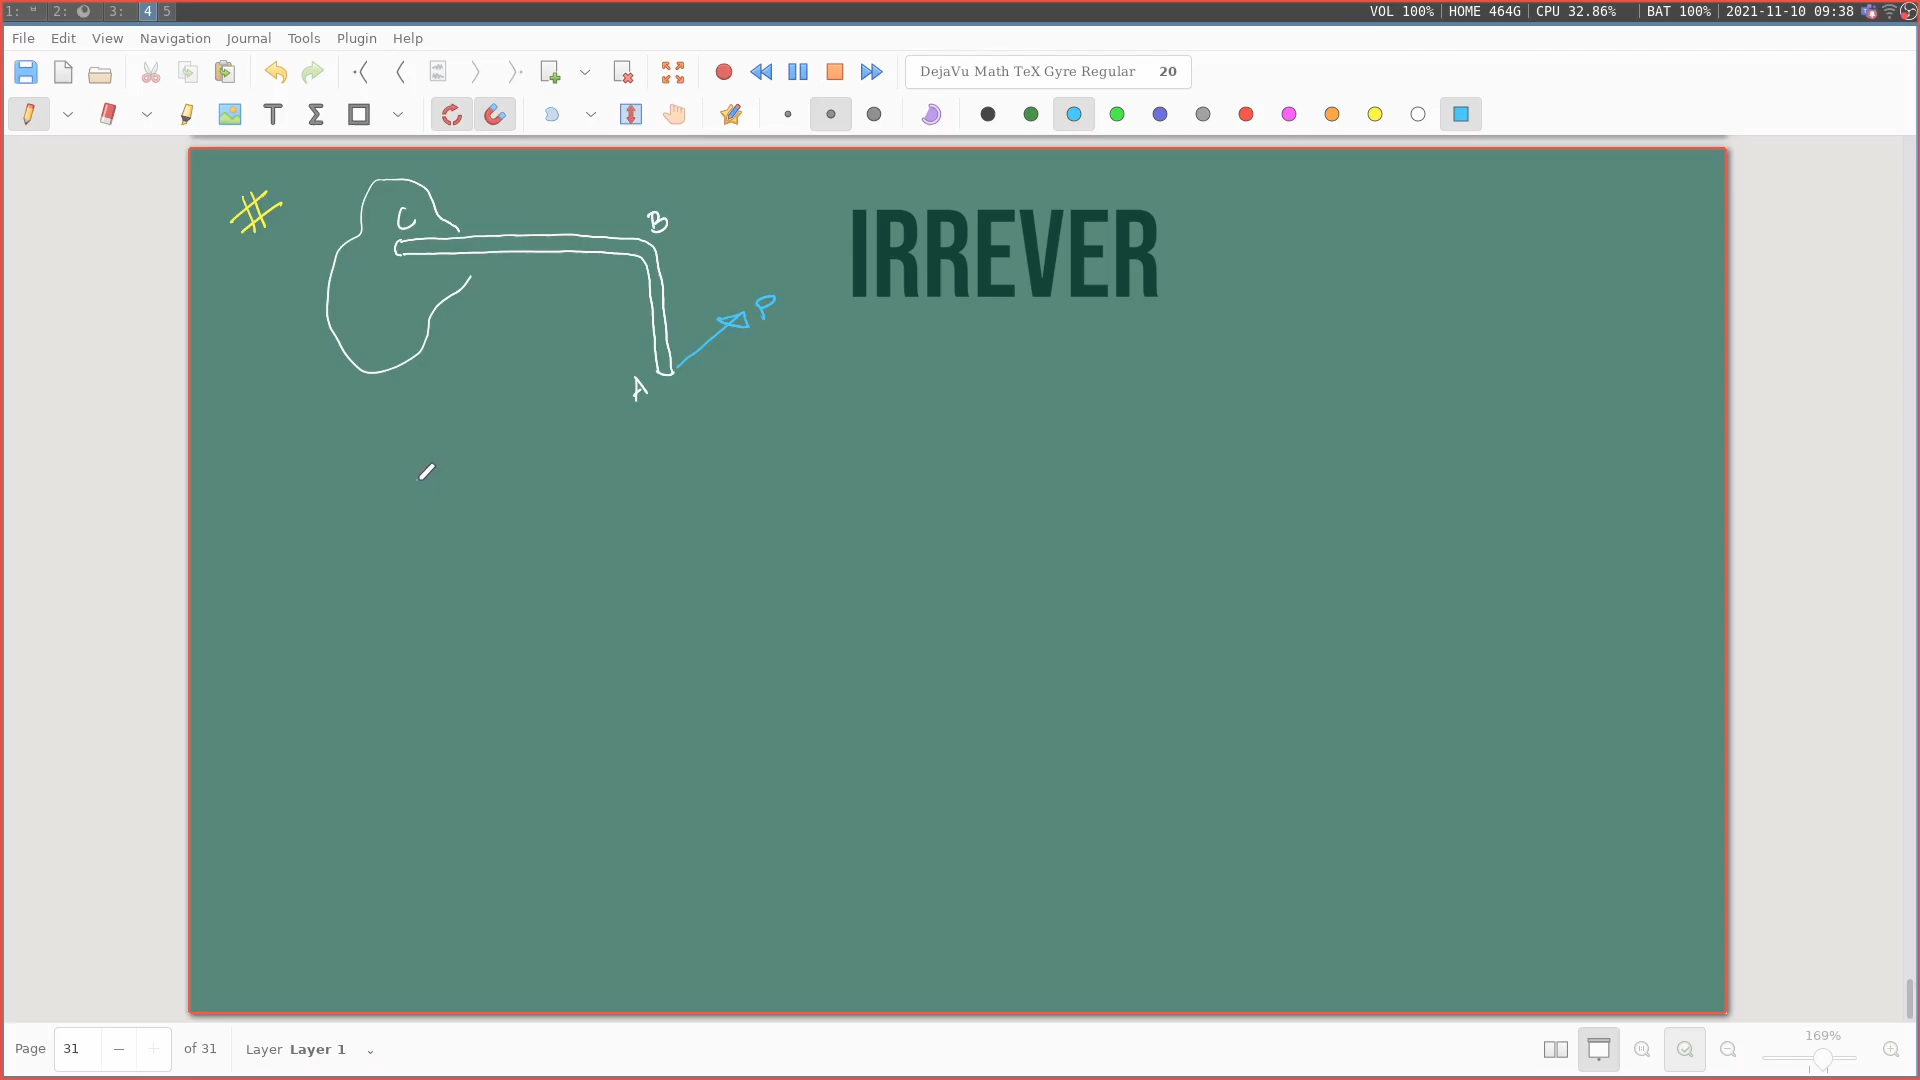 1: " 2: 3: 4 5 VOL 100% HOME 464G CPU 32.86% BAT 100% 2021-11-10 09:38
File Edit View Navigation Journal Tools Plugin Help
DejaVu Math TeX Gyre Regular 20
T Σ
#
C
B
IRREVER
P
A
Page 31 of 31 Layer Layer 1
169%